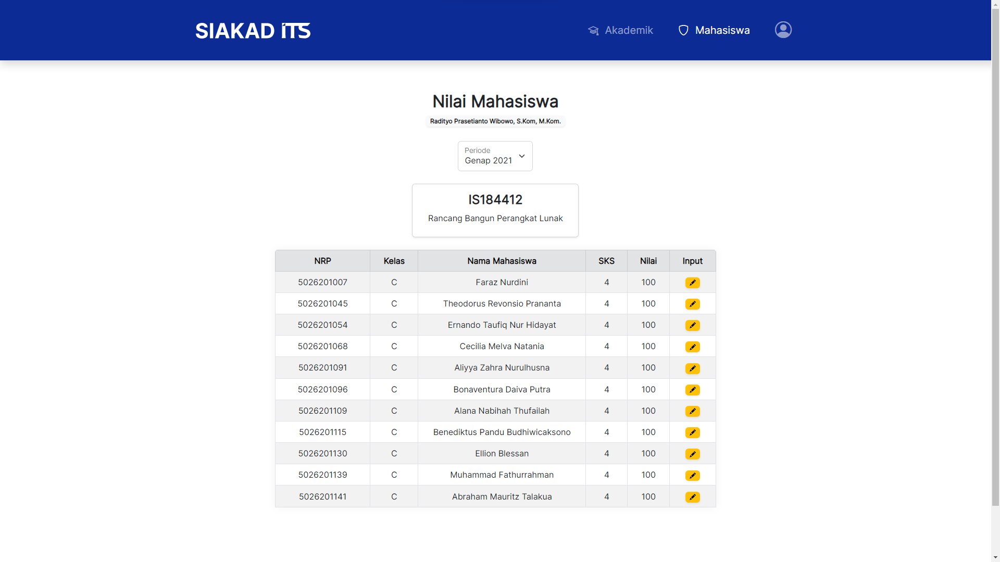 SIAKAD ITS
Akademik
Mahasiswa
Nilai Mahasiswa
Radityo Prasetianto Wibowo, S.Kom, M.Kom.
Periode
Genap 2021
IS184412
Rancang Bangun Perangkat Lunak
NRP Kelas Nama Mahasiswa SKS Nilai Input
5026201007 C Faraz Nurdini 4 100
5026201045 C Theodorus Revonsio Prananta 4 100
5026201054 C Ernando Taufiq Nur Hidayat 4 100
5026201068 C Cecilia Melva Natania 4 100
5026201091 C Aliyya Zahra Nurulhusna 4 100
5026201096 C Bonaventura Daiva Putra 4 100
5026201109 C Alana Nabihah Thufailah 4 100
5026201115 C Benediktus Pandu Budhiwicaksono 4 100
5026201130 C Ellion Blessan 4 100
5026201139 C Muhammad Fathurrahman 4 100
5026201141 C Abraham Mauritz Talakua 4 100